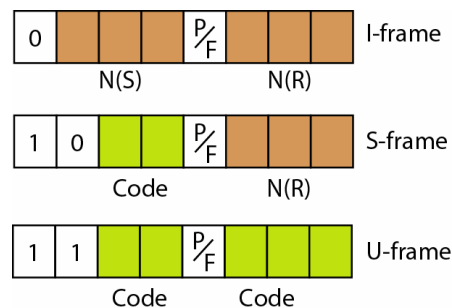 0 P/F I-frame
N(S) N(R)
1 0 P/F S-frame
Code N(R)
1 1 P/F U-frame
Code Code